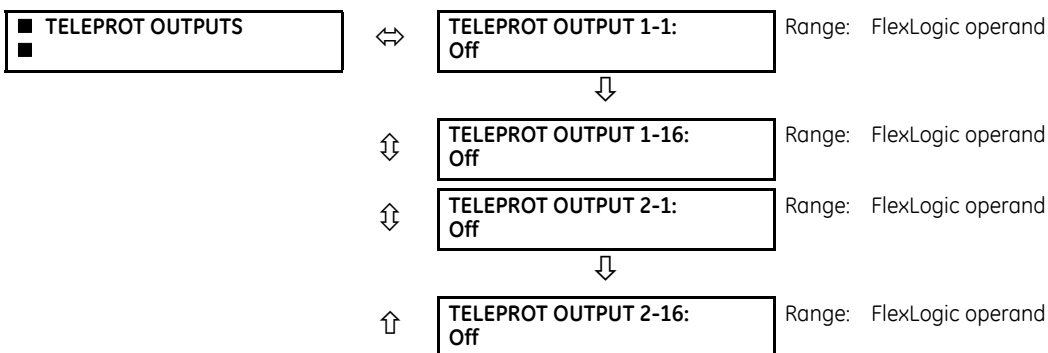 ■ TELEPROT OUTPUTS
■
TELEPROT OUTPUT 1-1:
Off
Range: FlexLogic operand
TELEPROT OUTPUT 1-16:
Off
Range: FlexLogic operand
TELEPROT OUTPUT 2-1:
Off
Range: FlexLogic operand
TELEPROT OUTPUT 2-16:
Off
Range: FlexLogic operand